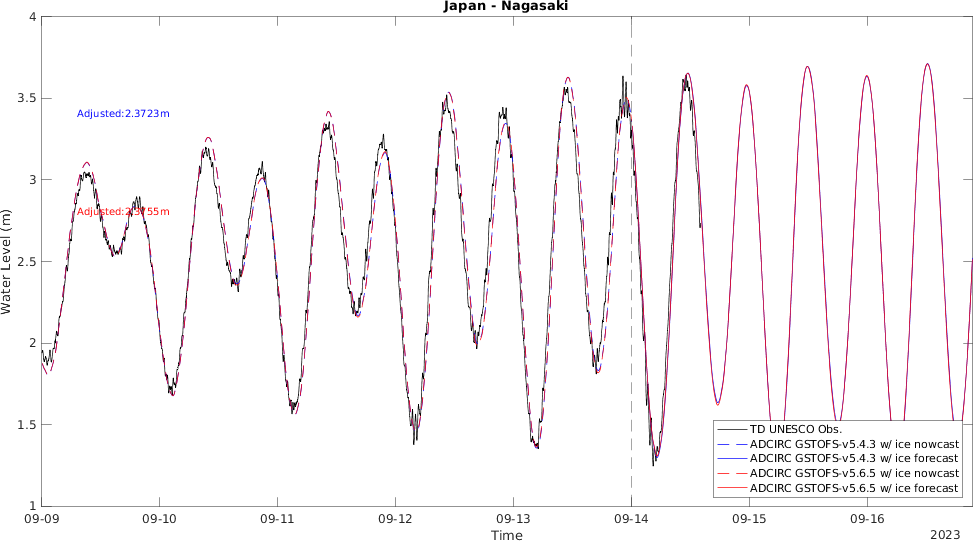 Japan - Nagasaki
4
3.5
3
2.5
2
1.5
1
Water Level (m)
Adjusted:2.3723m
Adjusted:2.3755m
TD UNESCO Obs.
ADCIRC GSTOFS-v5.4.3 w/ ice nowcast
ADCIRC GSTOFS-v5.4.3 w/ ice forecast
ADCIRC GSTOFS-v5.6.5 w/ ice nowcast
ADCIRC GSTOFS-v5.6.5 w/ ice forecast
09-09 09-10 09-11 09-12 09-13 09-14 09-15 09-16
Time
2023